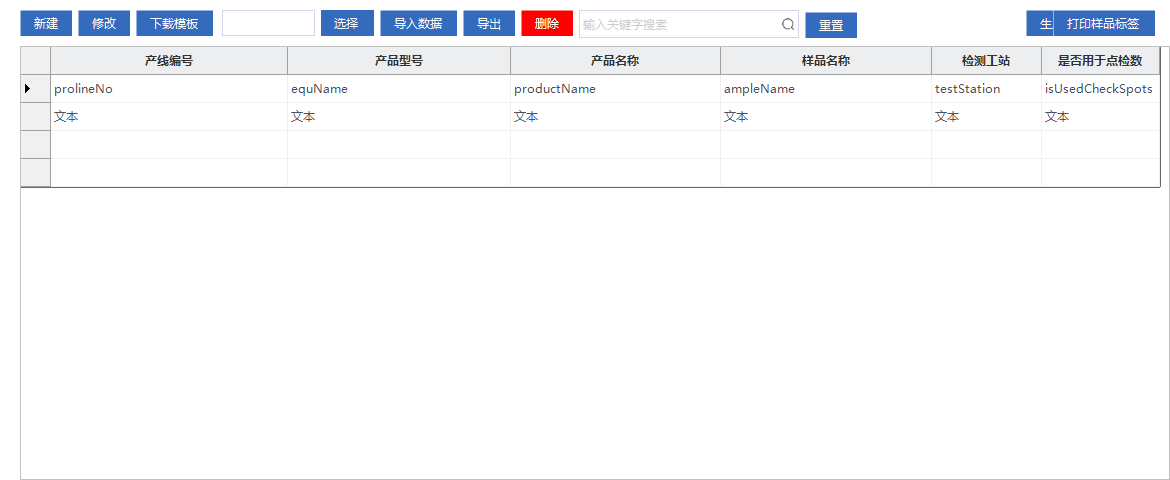 新建 修改 下载模板 选择 导入数据 导出 删除 输入关键字搜索 重置 生 打印样品标签
产线编号 产品型号 产品名称 样品名称 检测工站 是否用于点检数
prolineNo equName productName ampleName testStation isUsedCheckSpots
文本 文本 文本 文本 文本 文本